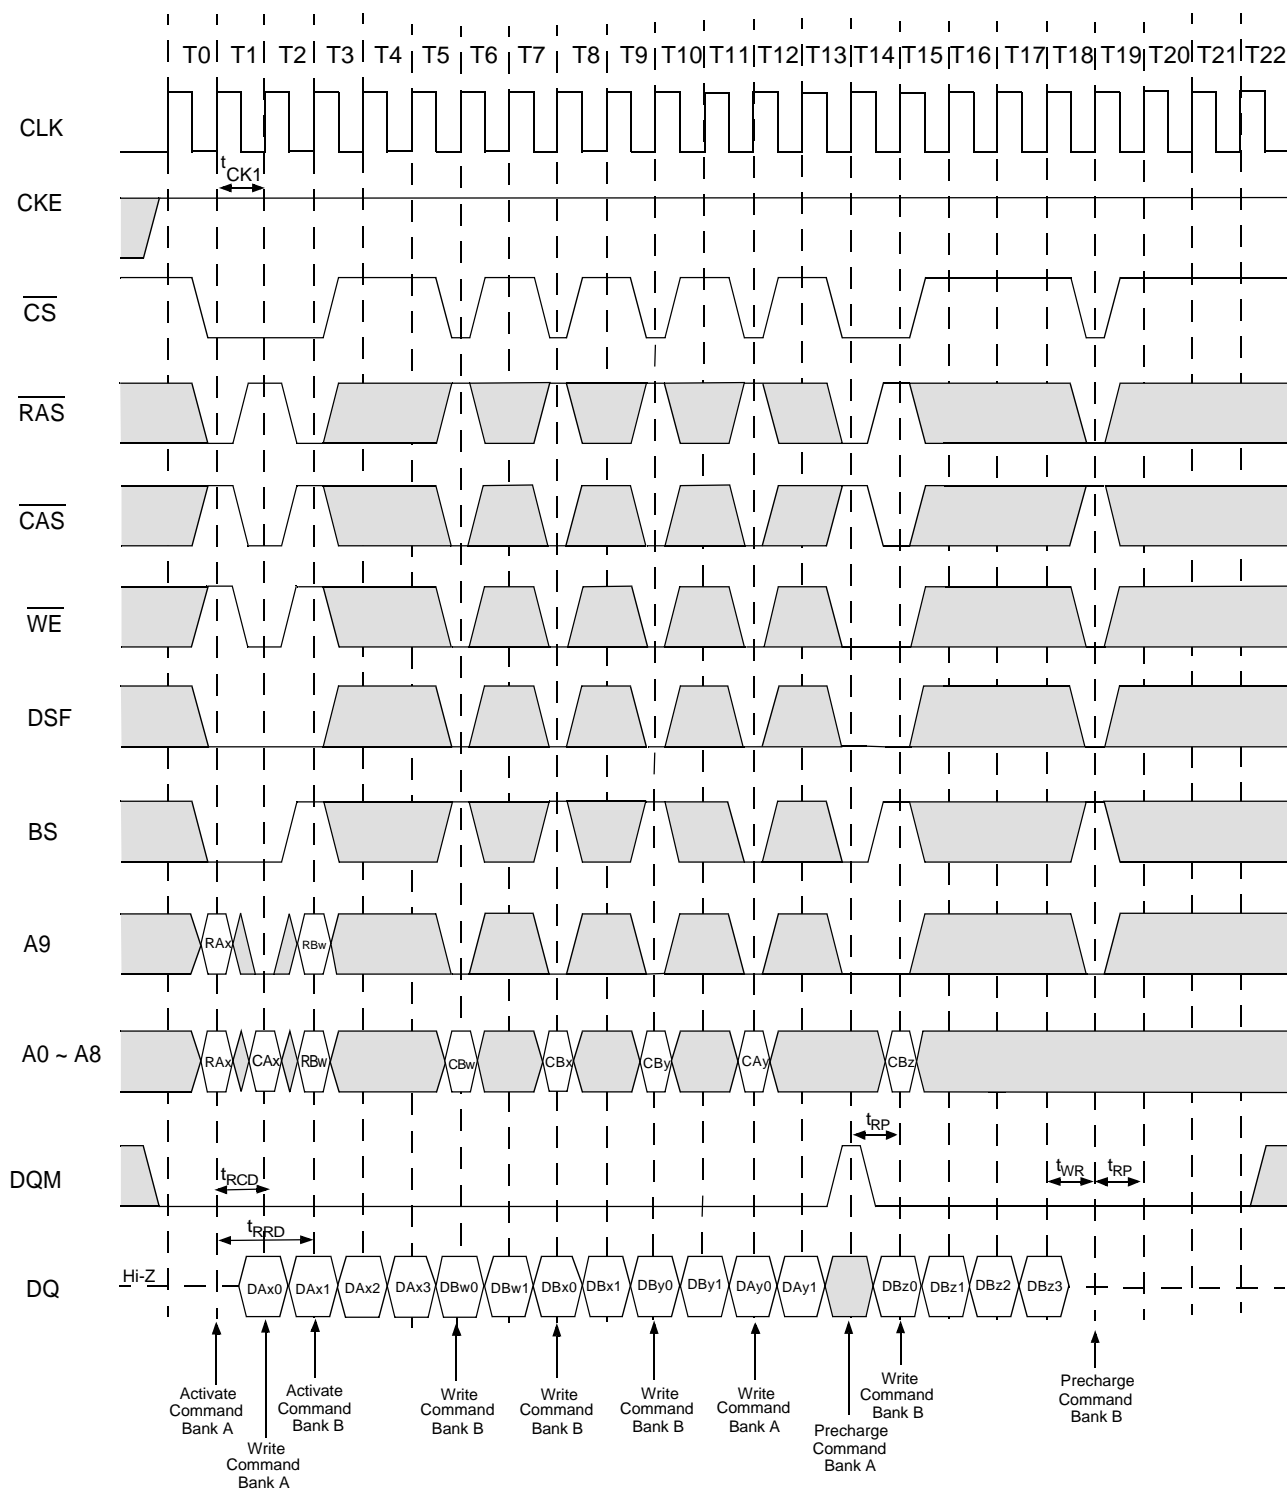 T0 T1 T2 T3 T4 T5 T6 T7 T8 T9 T10 T11 T12 T13 T14 T15 T16 T17 T18 T19 T20 T21 T22
CLK
tCK1
CKE
CS
RAS
CAS
WE
DSF
BS
A9
RAx RBw
A0 ~ A8
RAx CAx RBw CBw CBx CBy CAy CBz
tRP
DQM
tRCD
tWR tRP
tRRD
DQ
Hi-Z
DAx0 DAx1 DAx2 DAx3 DBw0 DBw1 DBx0 DBx1 DBy0 DBy1 DAy0 DAy1 DBz0 DBz1 DBz2 DBz3
Activate
Command
Bank A
Write
Command
Bank A
Activate
Command
Bank B
Write
Command
Bank B
Write
Command
Bank B
Write
Command
Bank B
Write
Command
Bank A
Precharge
Command
Bank A
Write
Command
Bank B
Precharge
Command
Bank B